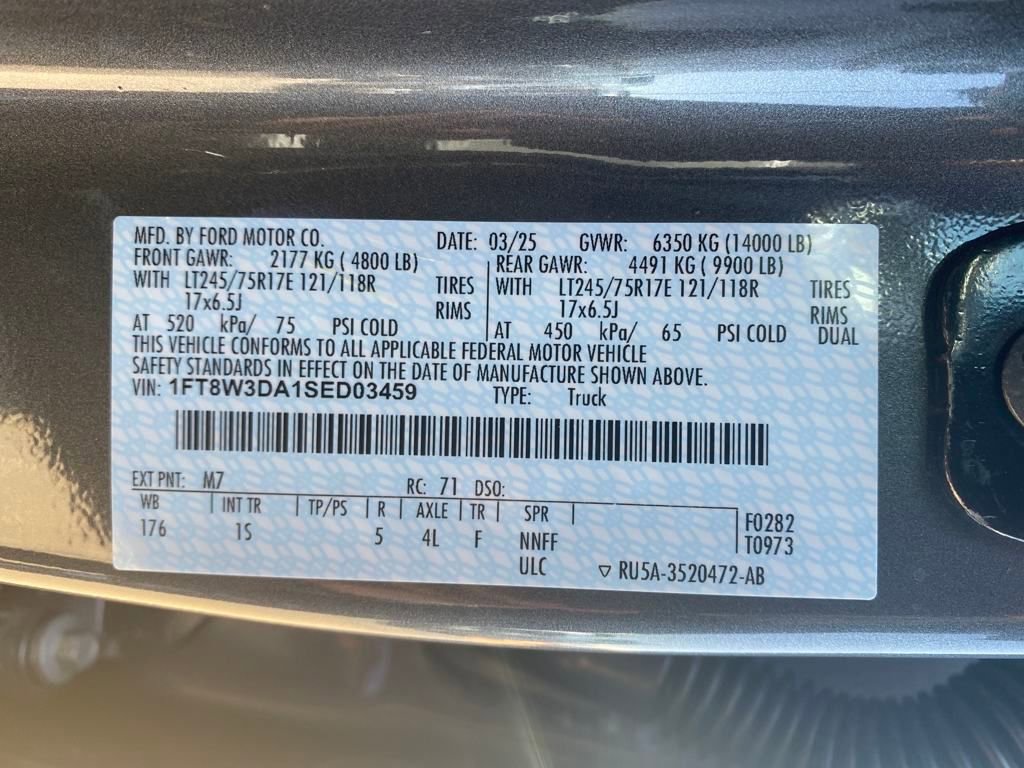 MFD. BY FORD MOTOR CO. DATE: 03/25 GVWR: 6350 KG (14000 LB)
FRONT GAWR: 2177 KG ( 4800 LB) REAR GAWR: 4491 KG ( 9900 LB)
WITH LT245/75R17E 121/118R TIRES WITH LT245/75R17E 121/118R TIRES
17x6.5J RIMS 17x6.5J RIMS
AT 520 kPa/ 75 PSI COLD AT 450 kPa/ 65 PSI COLD DUAL
THIS VEHICLE CONFORMS TO ALL APPLICABLE FEDERAL MOTOR VEHICLE
SAFETY STANDARDS IN EFFECT ON THE DATE OF MANUFACTURE SHOWN ABOVE.
VIN: 1FT8W3DA1SED03459 TYPE: Truck
EXT PNT: M7 RC: 71 DSO:
WB INT TR TP/PS R AXLE TR SPR
176 1S 5 4L F NNFF F0282
ULC T0973
RU5A-3520472-AB